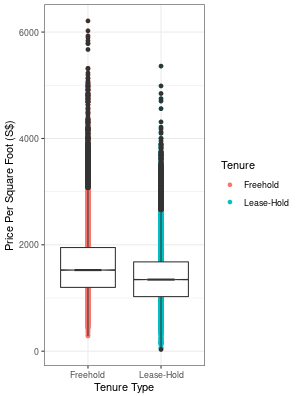 6000
4000
2000
0
Price Per Square Foot (S$)
Freehold
Lease-Hold
Tenure Type
Tenure
Freehold
Lease-Hold